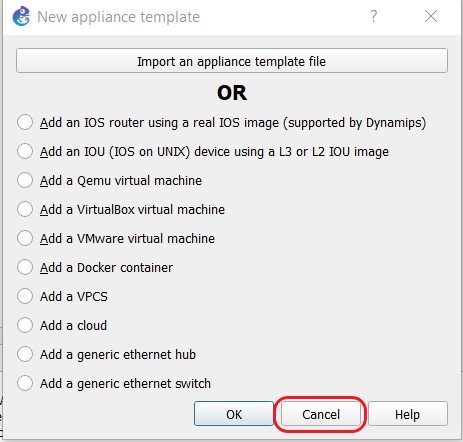 New appliance template
Import an appliance template file
OR
Add an IOS router using a real IOS image (supported by Dynamips)
Add an IOU (IOS on UNIX) device using a L3 or L2 IOU image
Add a Qemu virtual machine
Add a VirtualBox virtual machine
Add a VMware virtual machine
Add a Docker container
Add a VPCS
Add a cloud
Add a generic ethernet hub
Add a generic ethernet switch
OK Cancel Help